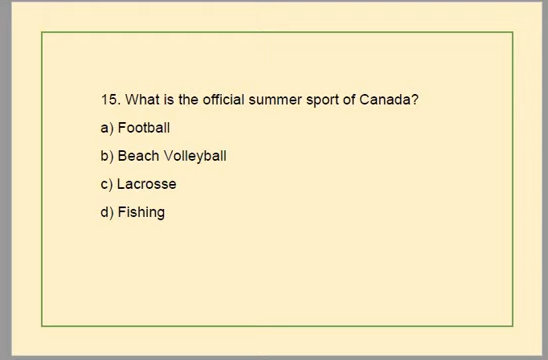 15. What is the official summer sport of Canada?
a) Football
b) Beach Volleyball
c) Lacrosse
d) Fishing